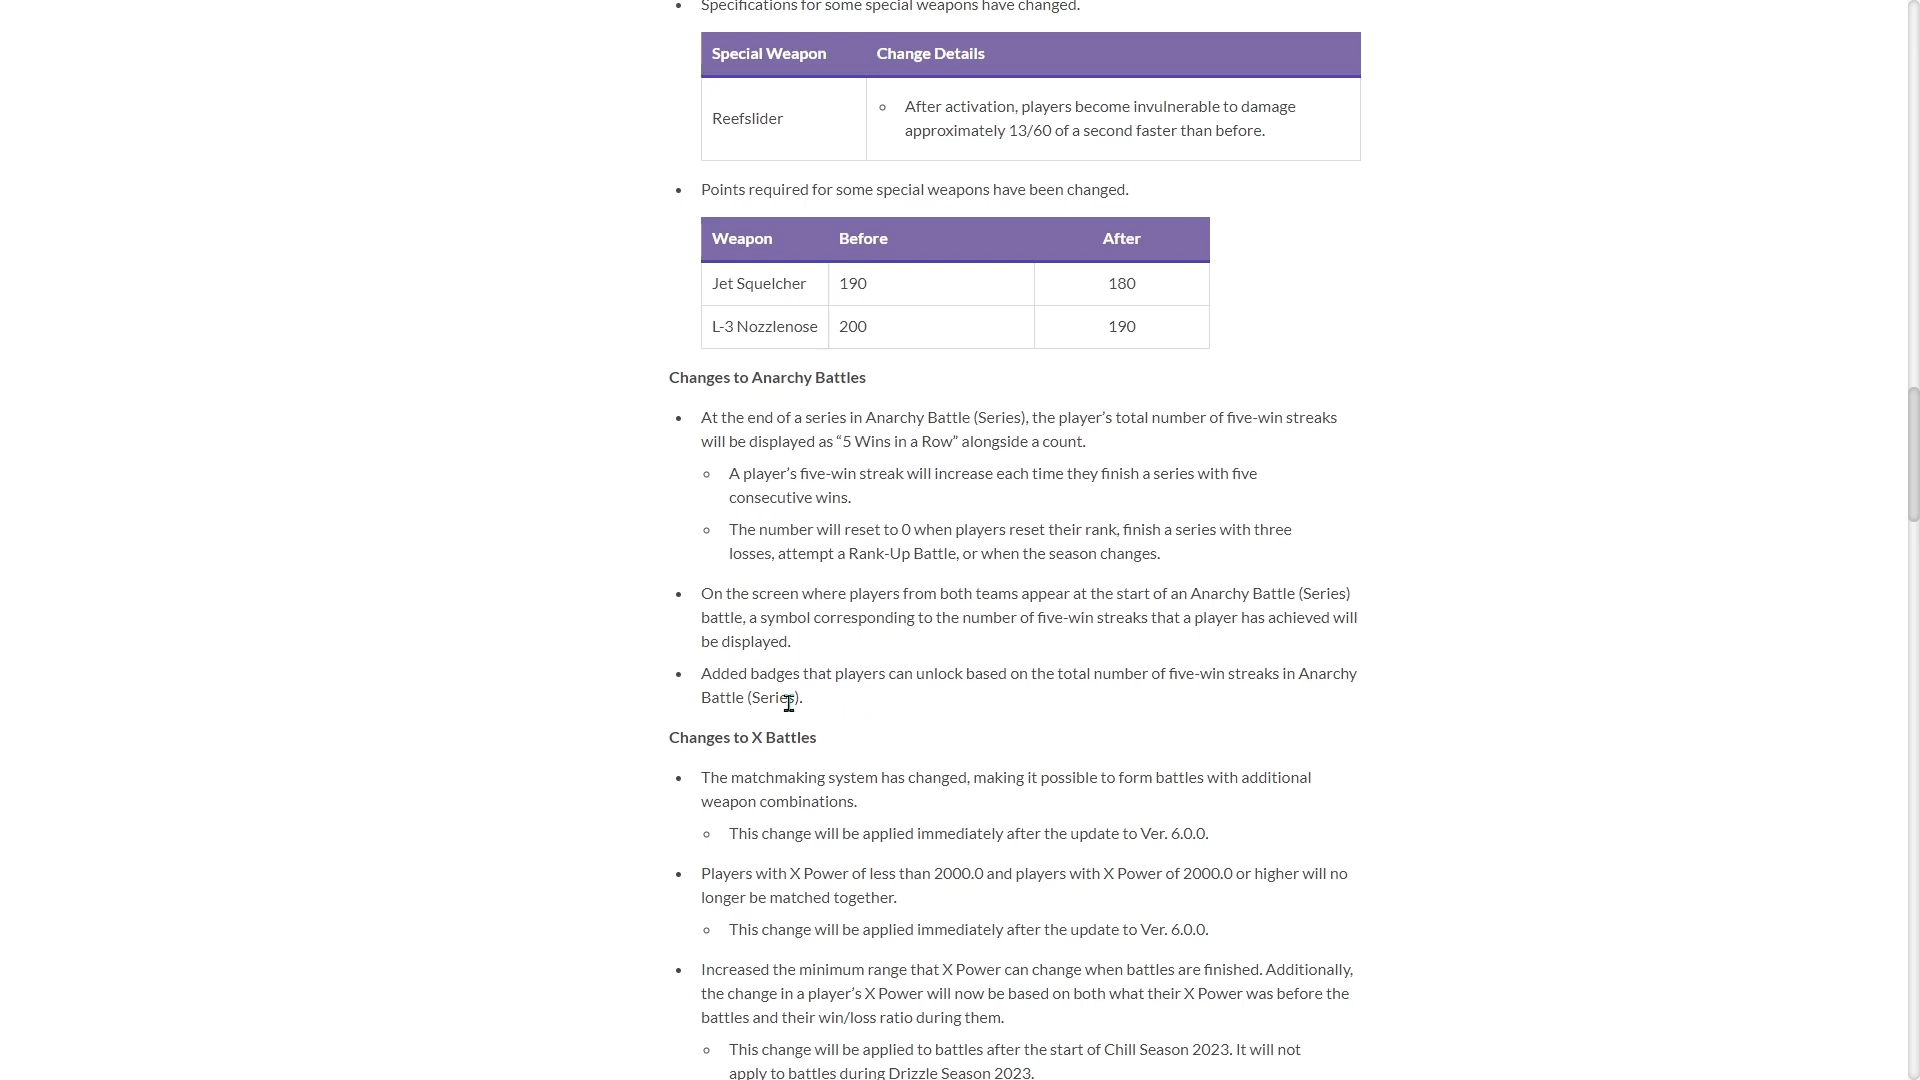 Specifications for some special weapons have changed.
Special Weapon Change Details
Reefslider
After activation, players become invulnerable to damage
approximately 13/60 of a second faster than before.
Points required for some special weapons have been changed.
Weapon Before After
Jet Squelcher 190 180
L-3 Nozzlenose 200 190
Changes to Anarchy Battles
At the end of a series in Anarchy Battle (Series), the player’s total number of five-win streaks
will be displayed as “5 Wins in a Row” alongside a count.
A player’s five-win streak will increase each time they finish a series with five
consecutive wins.
The number will reset to 0 when players reset their rank, finish a series with three
losses, attempt a Rank-Up Battle, or when the season changes.
On the screen where players from both teams appear at the start of an Anarchy Battle (Series)
battle, a symbol corresponding to the number of five-win streaks that a player has achieved will
be displayed.
Added badges that players can unlock based on the total number of five-win streaks in Anarchy
Battle (Series).
Changes to X Battles
The matchmaking system has changed, making it possible to form battles with additional
weapon combinations.
This change will be applied immediately after the update to Ver. 6.0.0.
Players with X Power of less than 2000.0 and players with X Power of 2000.0 or higher will no
longer be matched together.
This change will be applied immediately after the update to Ver. 6.0.0.
Increased the minimum range that X Power can change when battles are finished. Additionally,
the change in a player’s X Power will now be based on both what their X Power was before the
battles and their win/loss ratio during them.
This change will be applied to battles after the start of Chill Season 2023. It will not
apply to battles during Drizzle Season 2023.